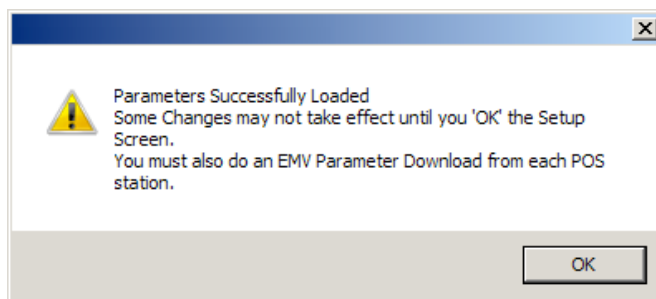 Parameters Successfully Loaded
Some Changes may not take effect until you 'OK' the Setup
Screen.
You must also do an EMV Parameter Download from each POS
station.
OK